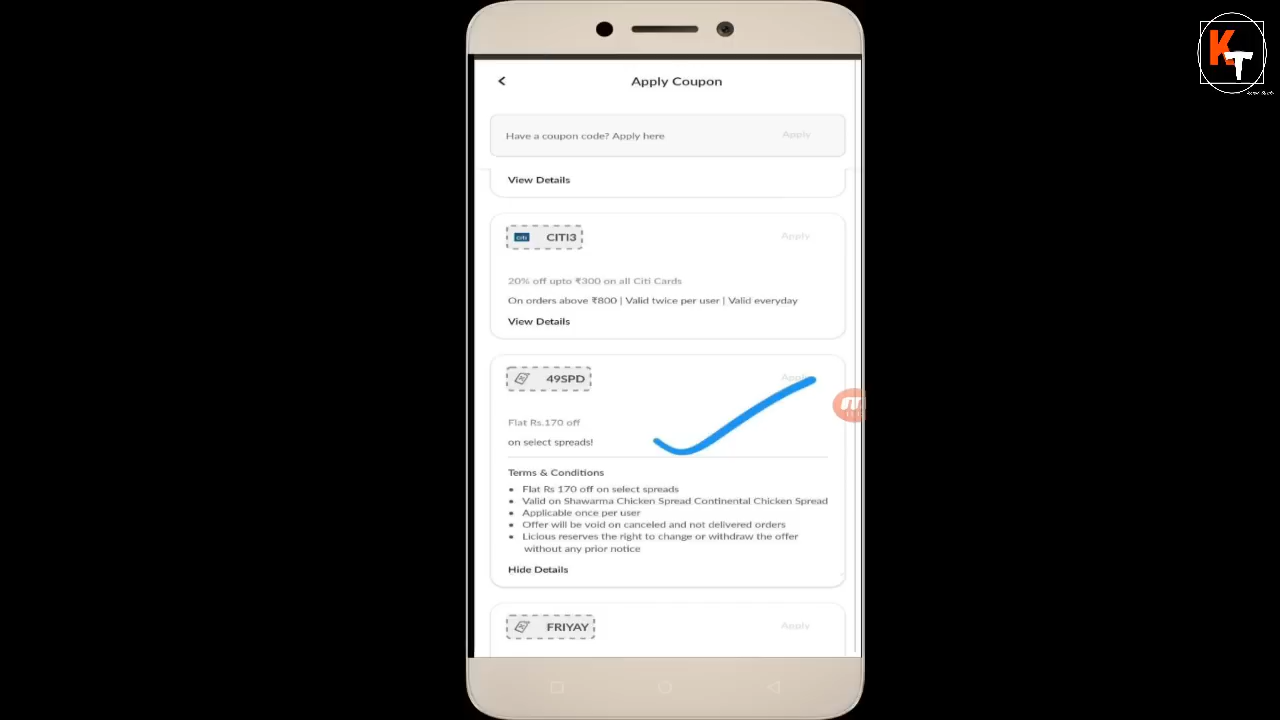 KT
Apply Coupon
Have a coupon code? Apply here
Apply
View Details
citi
CITI3
Apply
20% off upto ₹300 on all Citi Cards
On orders above ₹800 | Valid twice per user | Valid everyday
View Details
49SPD
Apply
Flat Rs.170 off
on select spreads!
Terms & Conditions
• Flat Rs 170 off on select spreads
• Valid on Shawarma Chicken Spread Continental Chicken Spread
• Applicable once per user
• Offer will be void on canceled and not delivered orders
• Licious reserves the right to change or withdraw the offer
without any prior notice
Hide Details
FRIYAY
Apply